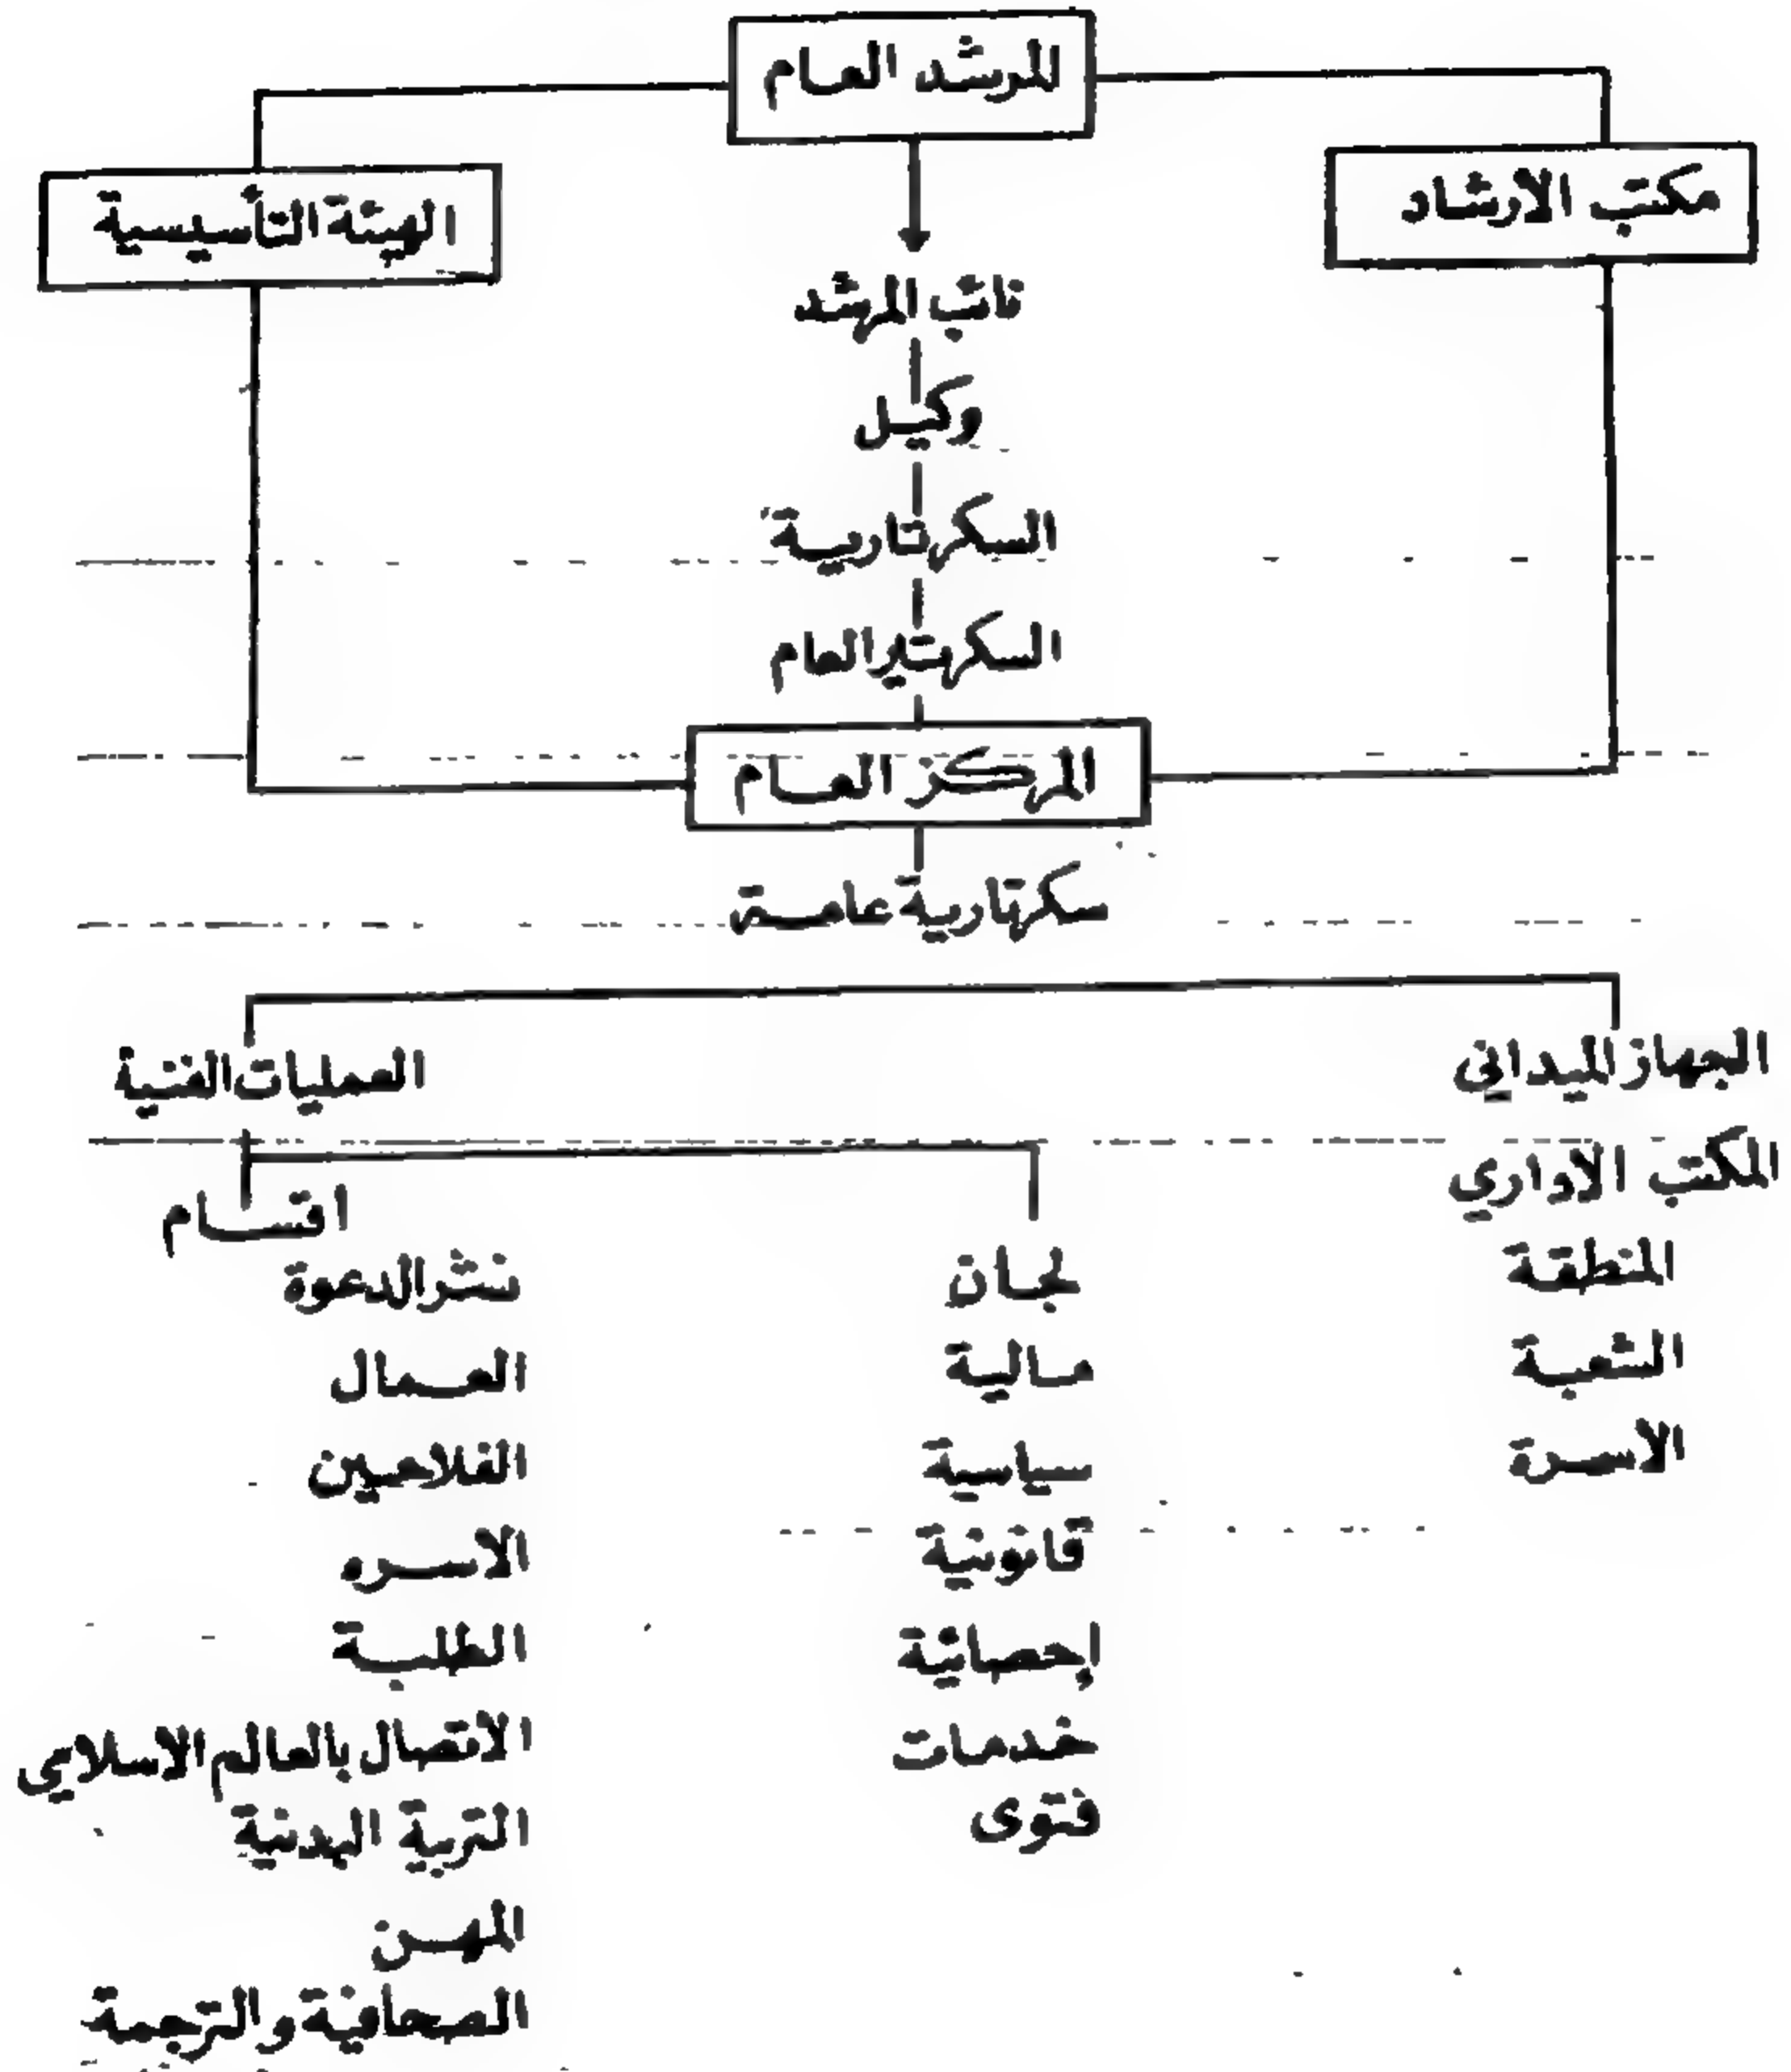 المرشد العام
مكتب الارشاد
الهيئة التأسيسية
نائب المرشد
وكيل
السكرتارية
السكرتير العام
المركز العام
سكرتارية عامة
الجهاز الميداني
المكتب الاداري
المنطقة
الشعبة
الاسرة
العمليات الفنية
لجان
مالية
سياسية
قانونية
إحصائية
خدمات
فتوى
اقسام
نشر الدعوة
العمال
الفلاحين
الاسره
الطلبة
الاتصال بالعالم الاسلامي
التربية البدنية
المهن
الصحافية والترجمة